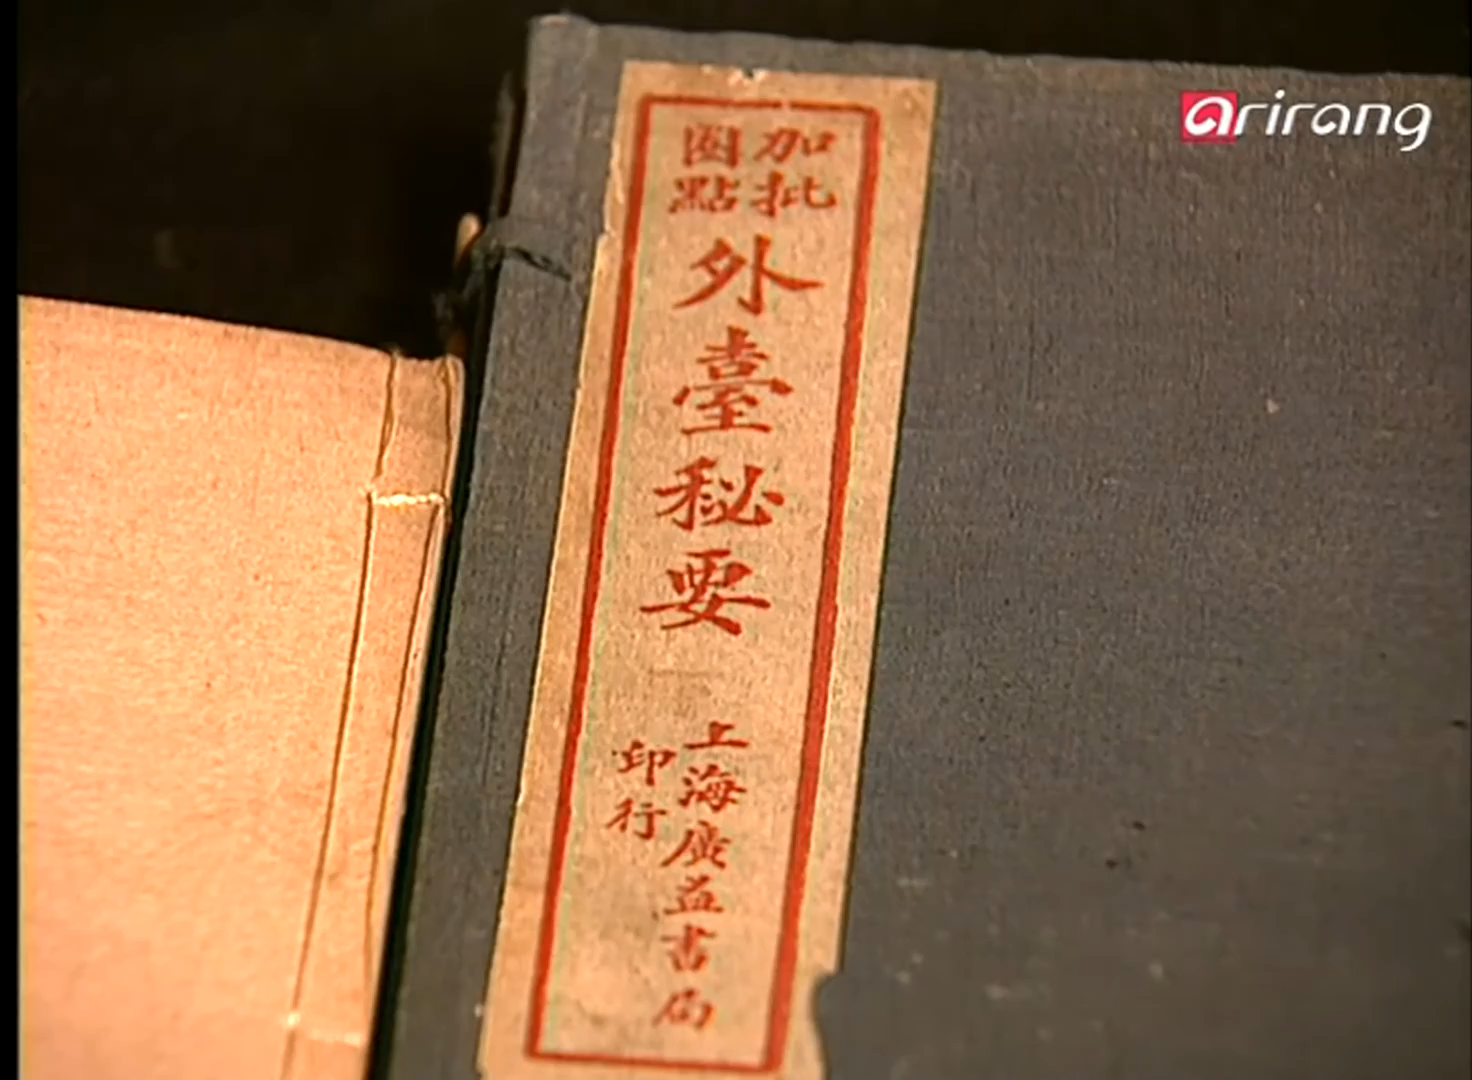 加批
圈點
外臺秘要
上海廣益書局
印行
arirang